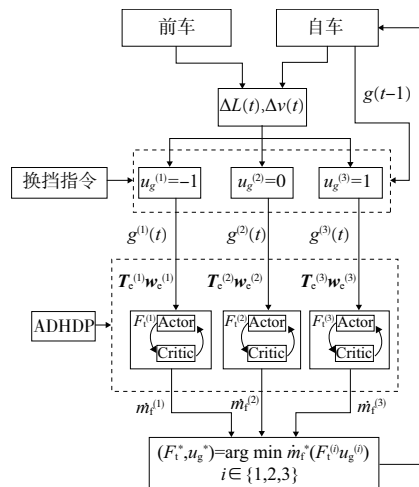 前车
自车
ΔL(t),Δv(t)
g(t−1)
换挡指令
u_g^(1)=−1
u_g^(2)=0
u_g^(3)=1
g^(1)(t)
g^(2)(t)
g^(3)(t)
T_e^(1)w_e^(1)
T_e^(2)w_e^(2)
T_e^(3)w_e^(3)
ADHDP
F_t^(1)
Actor
Critic
F_t^(2)
Actor
Critic
F_t^(3)
Actor
Critic
ṁ_f^(1)
ṁ_f^(2)
ṁ_f^(3)
(F_t^*,u_g^*)=arg min ṁ_f^*(F_t^(i)u_g^(i))
i∈{1,2,3}